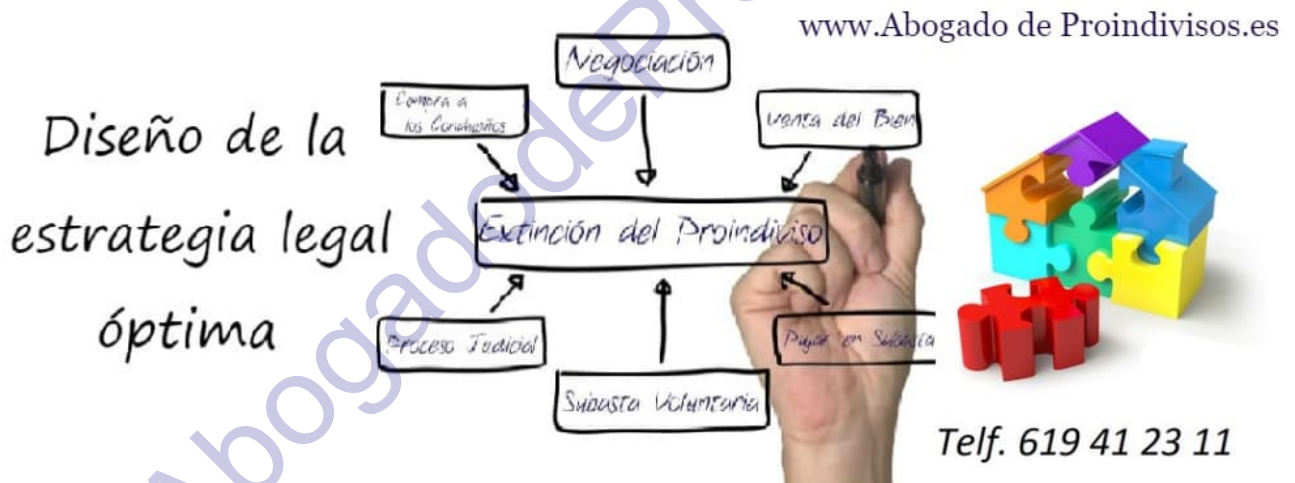 www.Abogado de Proindivisos.es
Diseño de la
estrategia legal
óptima
Negociación
Compra a
los Condueños
Venta del Bien
Extinción del Proindiviso
Proceso Judicial
Subasta Voluntaria
Pujar en Subasta
Telf. 619 41 23 11
AbogadodePro